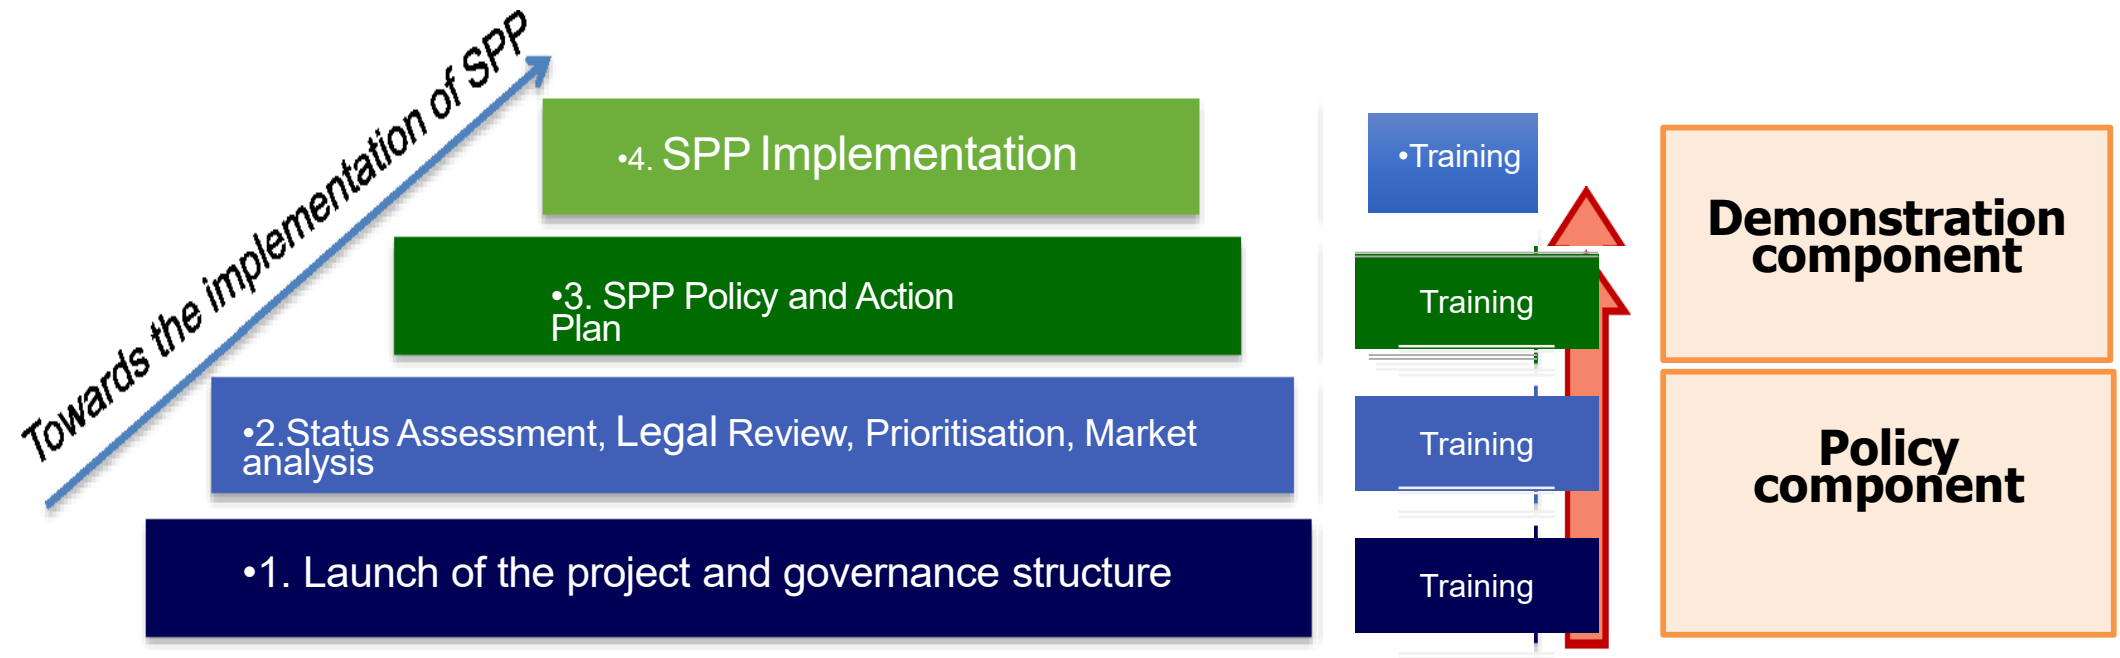 Towards the implementation of SPP
•4. SPP Implementation
•Training
•3. SPP Policy and Action
Plan
Training
•2.Status Assessment, Legal Review, Prioritisation, Market
analysis
Training
•1. Launch of the project and governance structure
Training
Demonstration
component
Policy
component